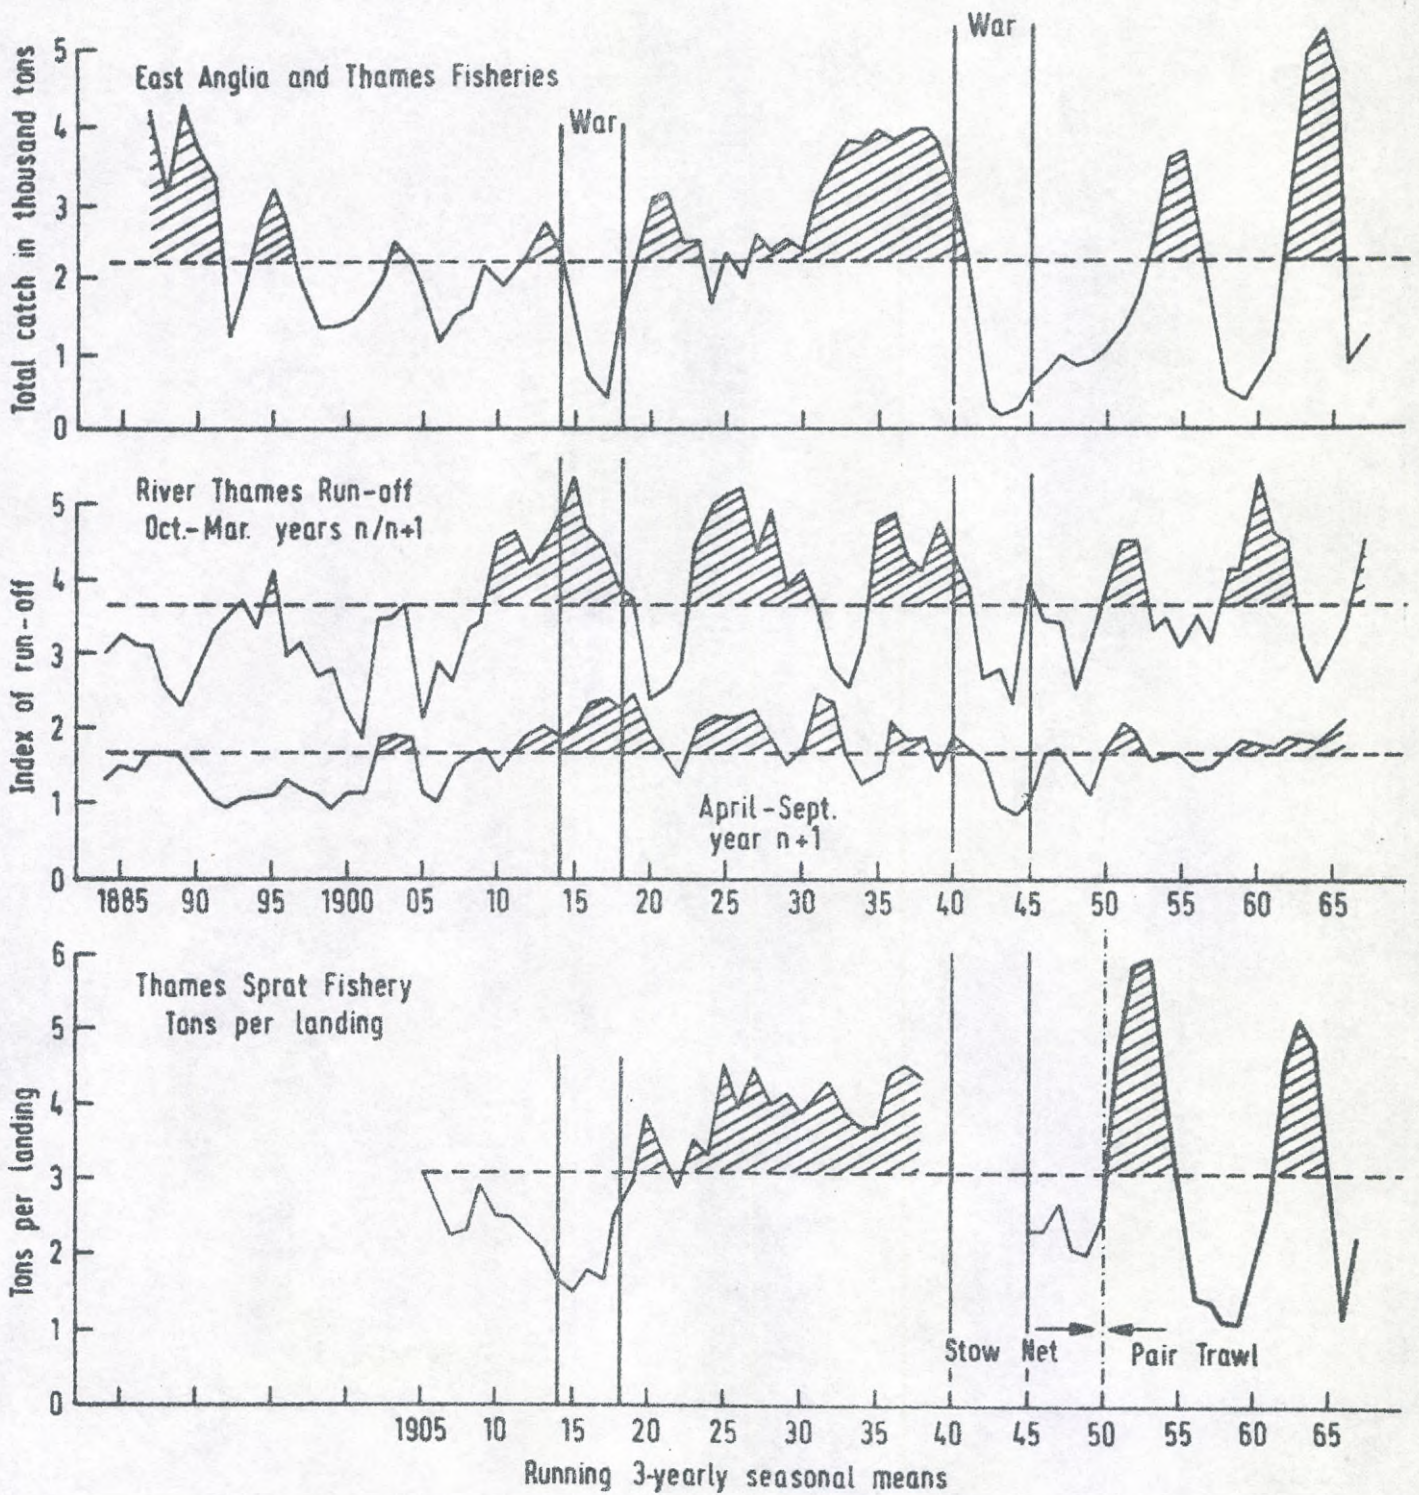 War
5
East Anglia and Thames Fisheries
4
War
3
2
1
0
Total catch in thousand tons
River Thames Run-off
Oct.-Mar. years n/n+1
5
4
3
2
1
0
Index of run-off
April-Sept.
year n+1
1885 90 95 1900 05 10 15 20 25 30 35 40 45 50 55 60 65
6
Thames Sprat Fishery
Tons per landing
5
4
3
2
1
0
Tons per landing
Stow Net Pair Trawl
1905 10 15 20 25 30 35 40 45 50 55 60 65
Running 3-yearly seasonal means